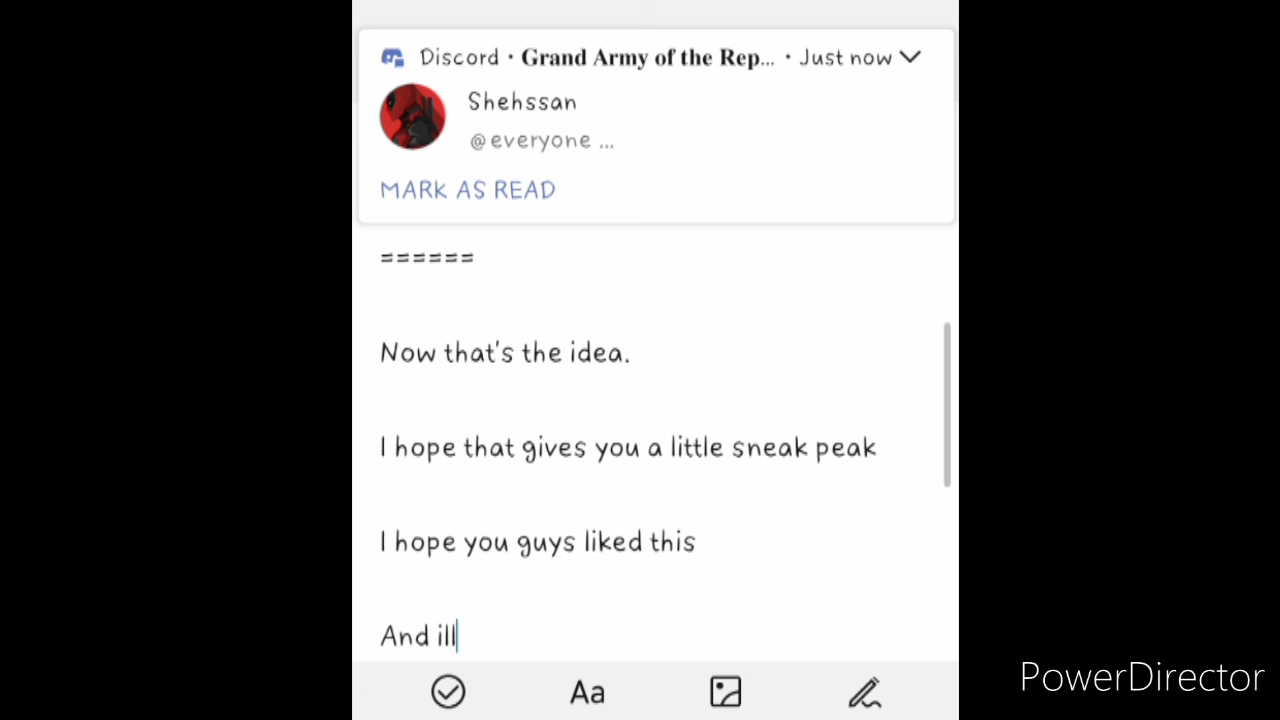 Discord • Grand Army of the Rep... • Just now
Shehssan
@everyone ...
MARK AS READ
======
Now that's the idea.
I hope that gives you a little sneak peak
I hope you guys liked this
And ill
Aa
PowerDirector